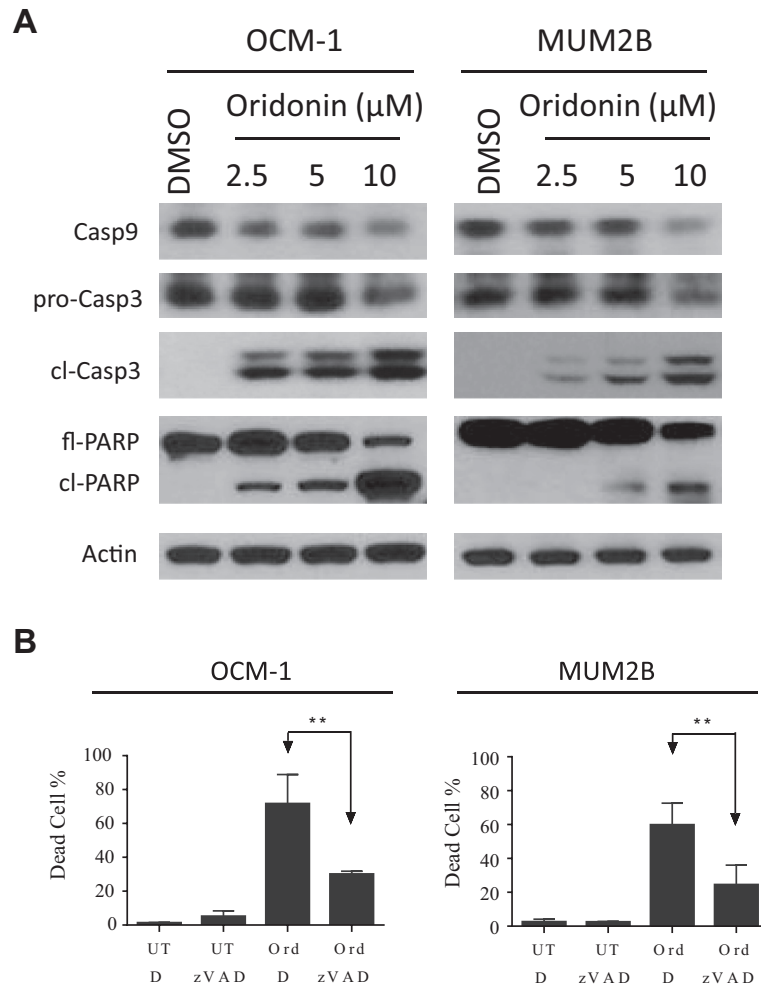 A
OCM-1 MUM2B
DMSO Oridonin (µM) DMSO Oridonin (µM)
2.5 5 10 2.5 5 10
Casp9
pro-Casp3
cl-Casp3
fl-PARP
cl-PARP
Actin
B
OCM-1 MUM2B
** **
Dead Cell % Dead Cell %
100 100
80 80
60 60
40 40
20 20
0 0
UT UT Ord Ord UT UT Ord Ord
D zVAD D zVAD D zVAD D zVAD